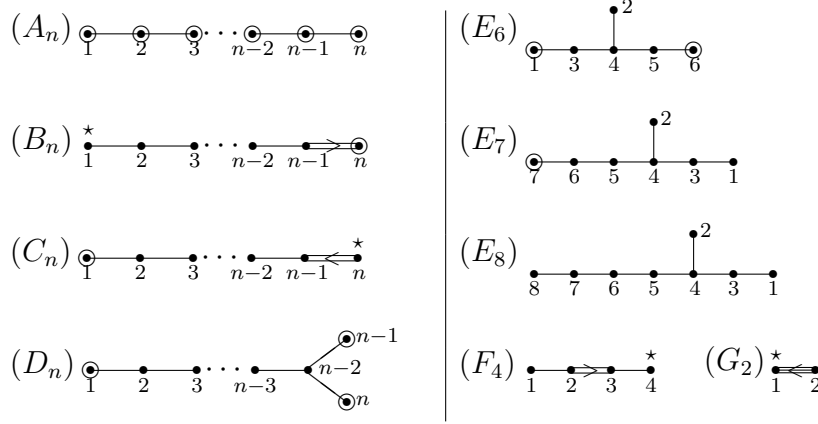 (A_n) 1 2 3 ··· n−2 n−1 n
⋆
(B_n) 1 2 3 ··· n−2 n−1 n
⋆
(C_n) 1 2 3 ··· n−2 n−1 n
n−1
(D_n) 1 2 3 ··· n−3 n−2
n
2
(E_6) 1 3 4 5 6
2
(E_7) 7 6 5 4 3 1
2
(E_8) 8 7 6 5 4 3 1
⋆
(F_4) 1 2 3 4
⋆
(G_2) 1 2